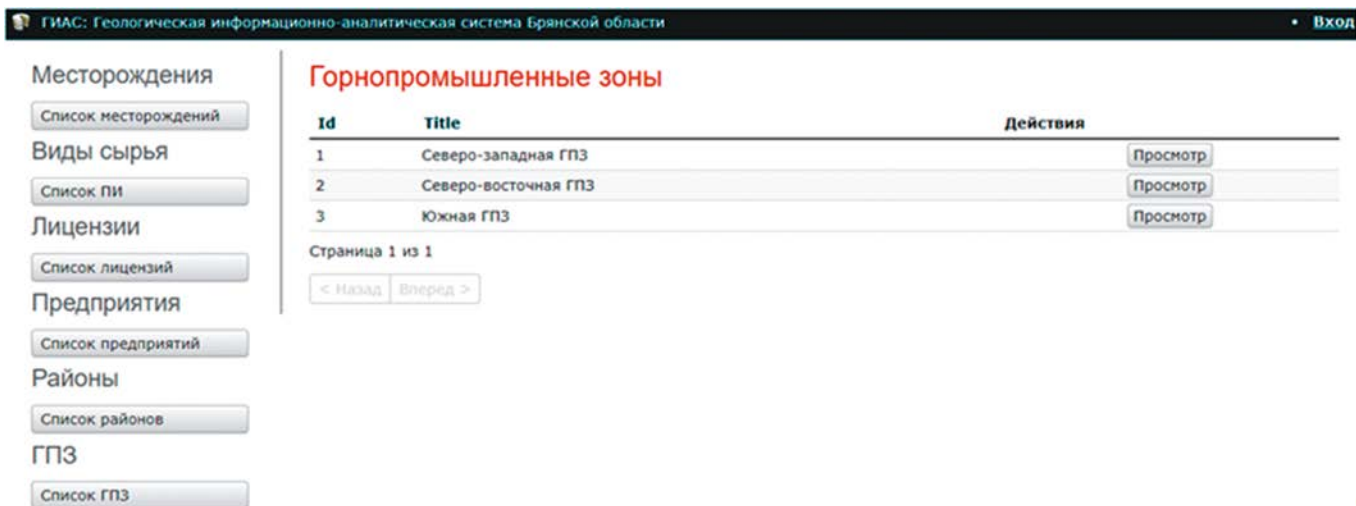 ГИАС: Геологическая информационно-аналитическая система Брянской области
• Вход
Месторождения
Список месторождений
Виды сырья
Список ПИ
Лицензии
Список лицензий
Предприятия
Список предприятий
Районы
Список районов
ГПЗ
Список ГПЗ
Горнопромышленные зоны
Id Title Действия
1 Северо-западная ГПЗ Просмотр
2 Северо-восточная ГПЗ Просмотр
3 Южная ГПЗ Просмотр
Страница 1 из 1
< Назад Вперед >